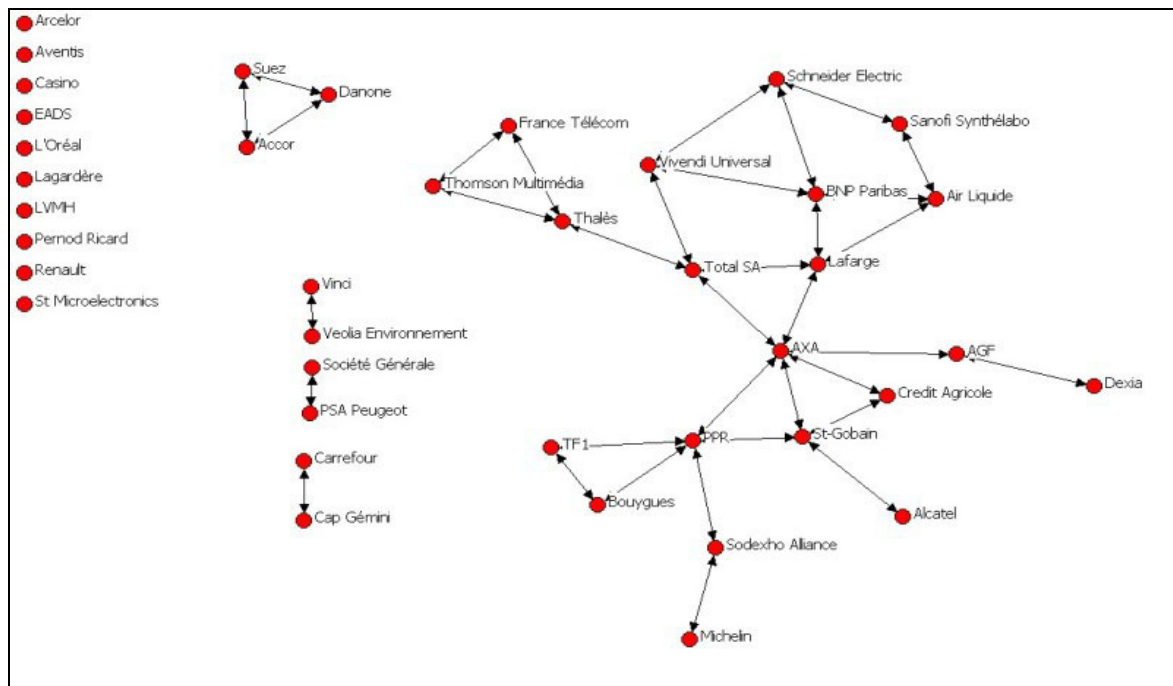 Arcelor
Aventis
Casino
EADS
L'Oréal
Lagardère
LVMH
Pernod Ricard
Renault
St Microelectronics
Suez
Danone
Accor
France Télécom
Thomson Multimédia
Thalès
Schneider Electric
Sanofi Synthélabo
Vivendi Universal
BNP Paribas
Air Liquide
Total SA
Lafarge
Vinci
Veolia Environnement
Société Générale
PSA Peugeot
Carrefour
Cap Gémini
AXA
AGF
Dexia
Credit Agricole
TF1
PPR
St-Gobain
Bouygues
Alcatel
Sodexho Alliance
Michelin